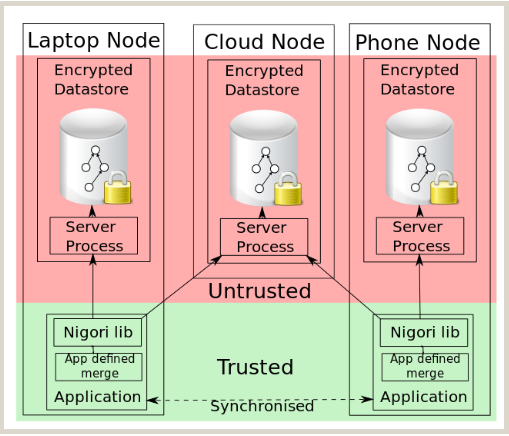 Laptop Node
Encrypted
Datastore
Server
Process
Nigori lib
App defined
merge
Application
Cloud Node
Encrypted
Datastore
Server
Process
Untrusted
Trusted
Synchronised
Phone Node
Encrypted
Datastore
Server
Process
Nigori lib
App defined
merge
Application